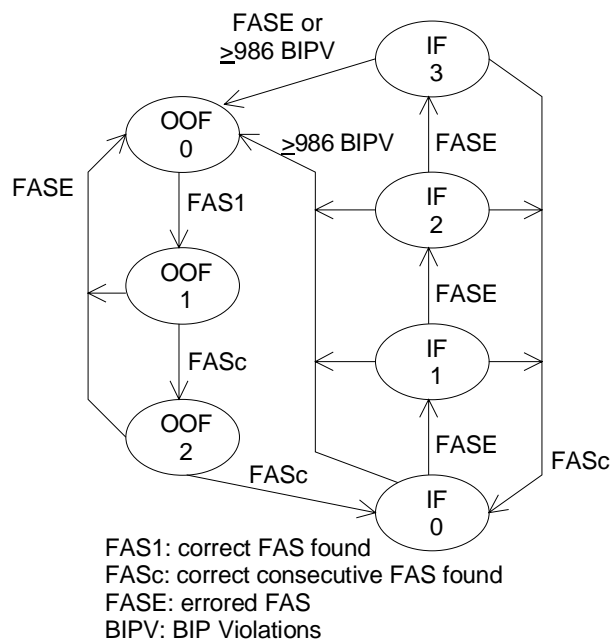 FASE or
≥986 BIPV
IF
3
OOF
0
≥986 BIPV
FASE
FASE
FAS1
IF
2
OOF
1
FASE
FASc
IF
1
OOF
2
FASE
FASc
FASc
IF
0
FAS1: correct FAS found
FASc: correct consecutive FAS found
FASE: errored FAS
BIPV: BIP Violations